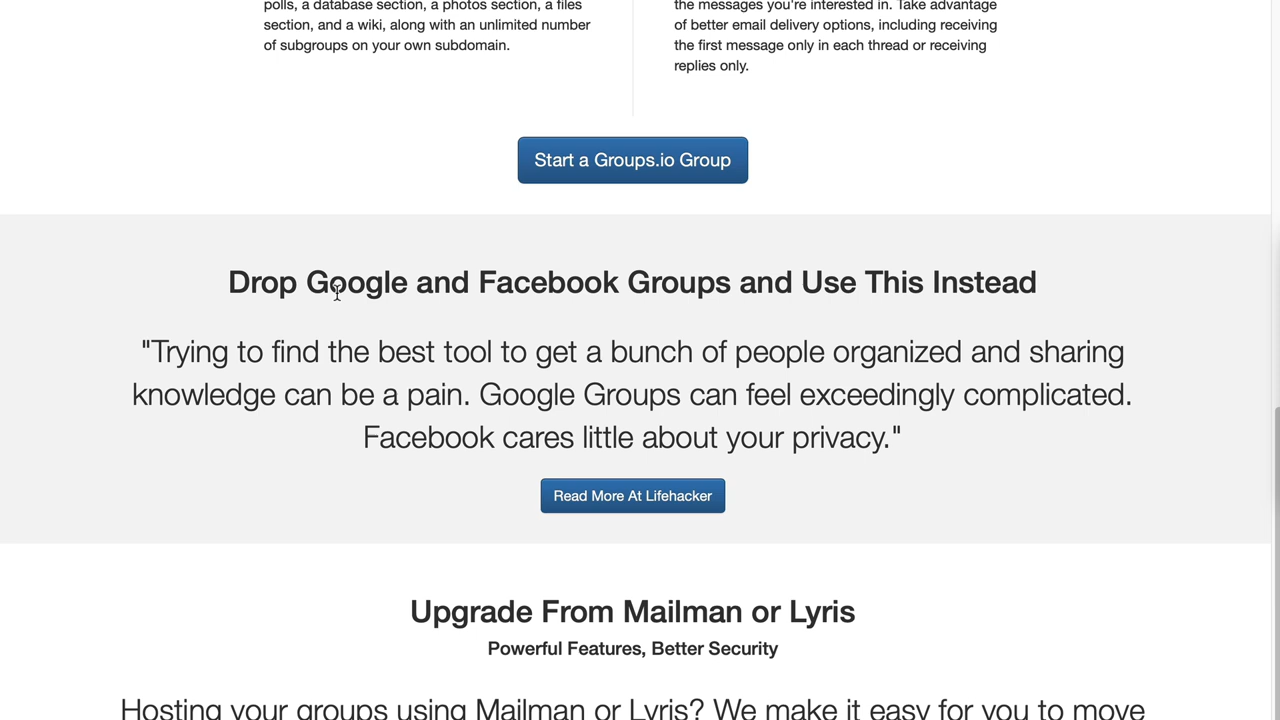 polls, a database section, a photos section, a files
section, and a wiki, along with an unlimited number
of subgroups on your own subdomain.
the messages you're interested in. Take advantage
of better email delivery options, including receiving
the first message only in each thread or receiving
replies only.
Start a Groups.io Group
Drop Google and Facebook Groups and Use This Instead
"Trying to find the best tool to get a bunch of people organized and sharing
knowledge can be a pain. Google Groups can feel exceedingly complicated.
Facebook cares little about your privacy."
Read More At Lifehacker
Upgrade From Mailman or Lyris
Powerful Features, Better Security
Hosting your groups using Mailman or Lyris? We make it easy for you to move